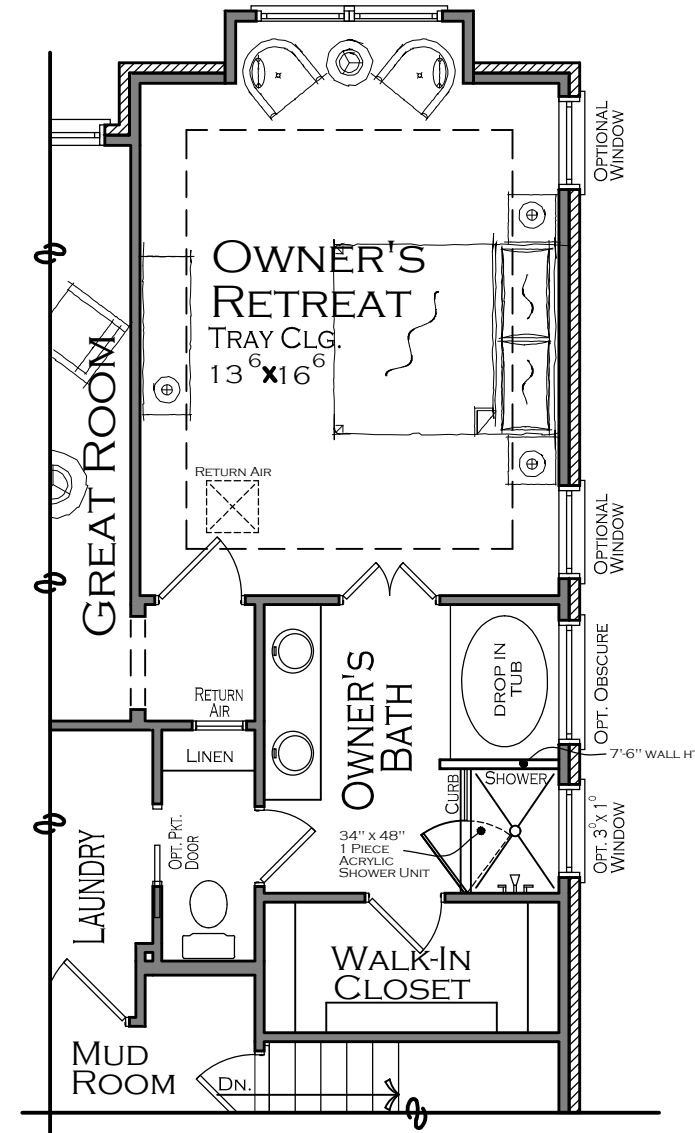 OPTIONAL
WINDOW
OWNER'S
RETREAT
TRAY CLG.
13⁶x16⁶
GREAT ROOM
RETURN AIR
OPTIONAL
WINDOW
OPT. OBSCURE
DROP IN
TUB
OWNER'S
BATH
RETURN
AIR
LINEN
7'-6" WALL H
SHOWER
CURB
OPT. 3⁰X 1⁰
WINDOW
34" X 48"
1 PIECE
ACRYLIC
SHOWER UNIT
OPT. PKT.
DOOR
LAUNDRY
WALK-IN
CLOSET
MUD
ROOM
DN.